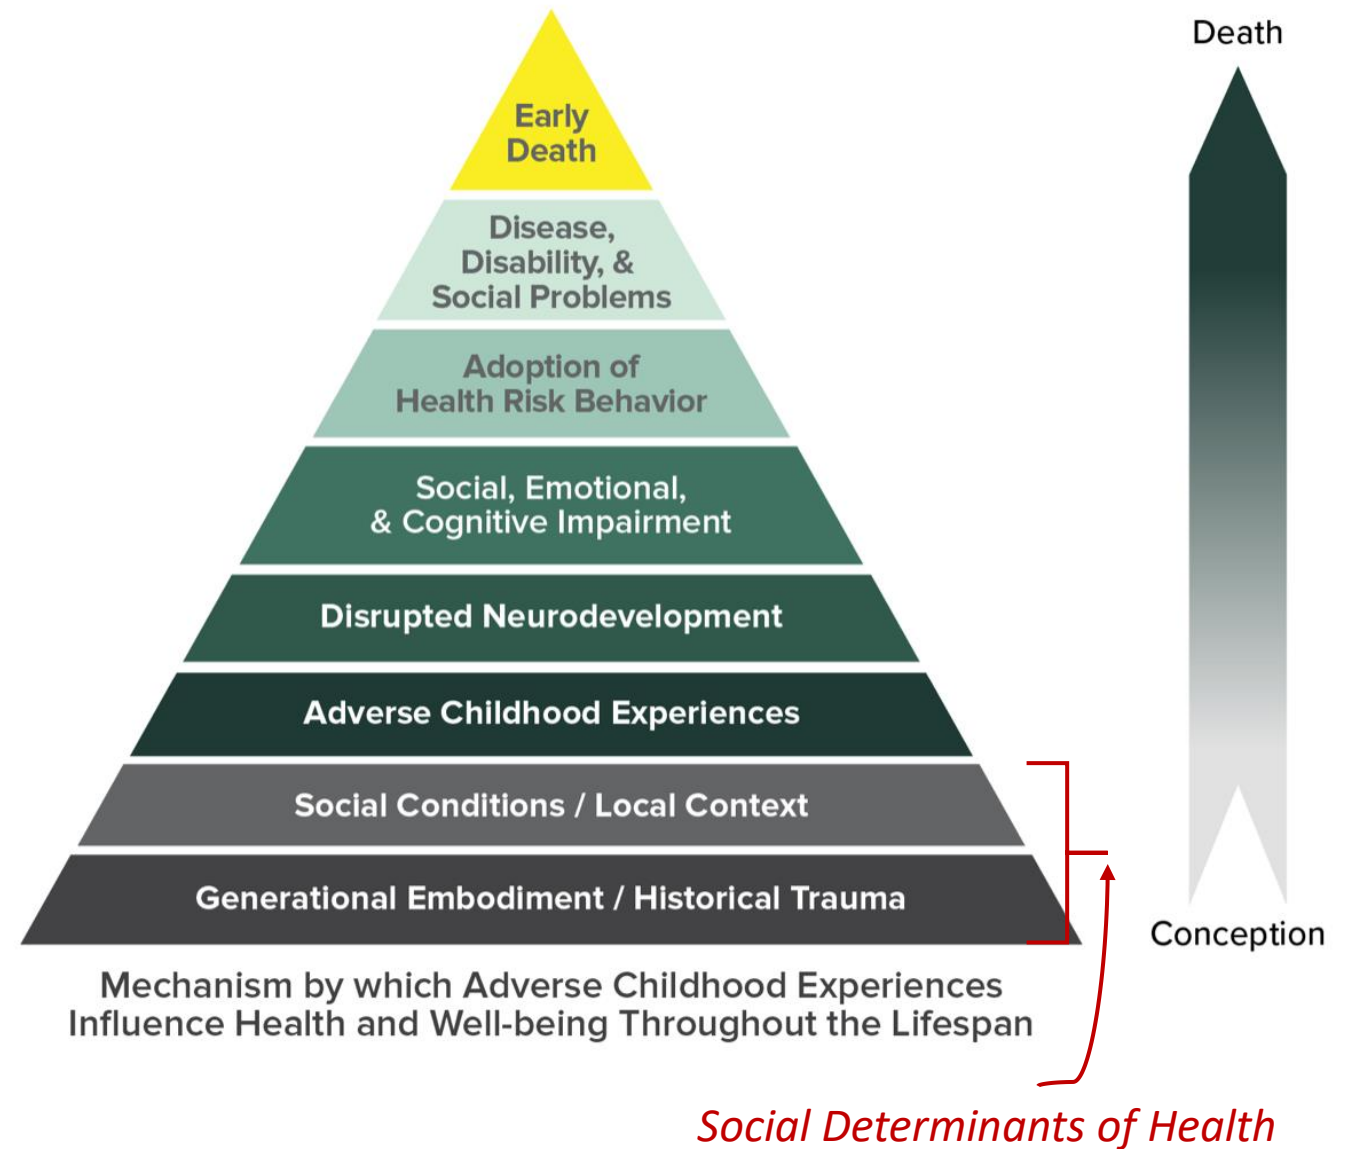 Death
Early
Death
Disease,
Disability, &
Social Problems
Adoption of
Health Risk Behavior
Social, Emotional,
& Cognitive Impairment
Disrupted Neurodevelopment
Adverse Childhood Experiences
Social Conditions / Local Context
Generational Embodiment / Historical Trauma
Conception
Mechanism by which Adverse Childhood Experiences
Influence Health and Well-being Throughout the Lifespan
Social Determinants of Health